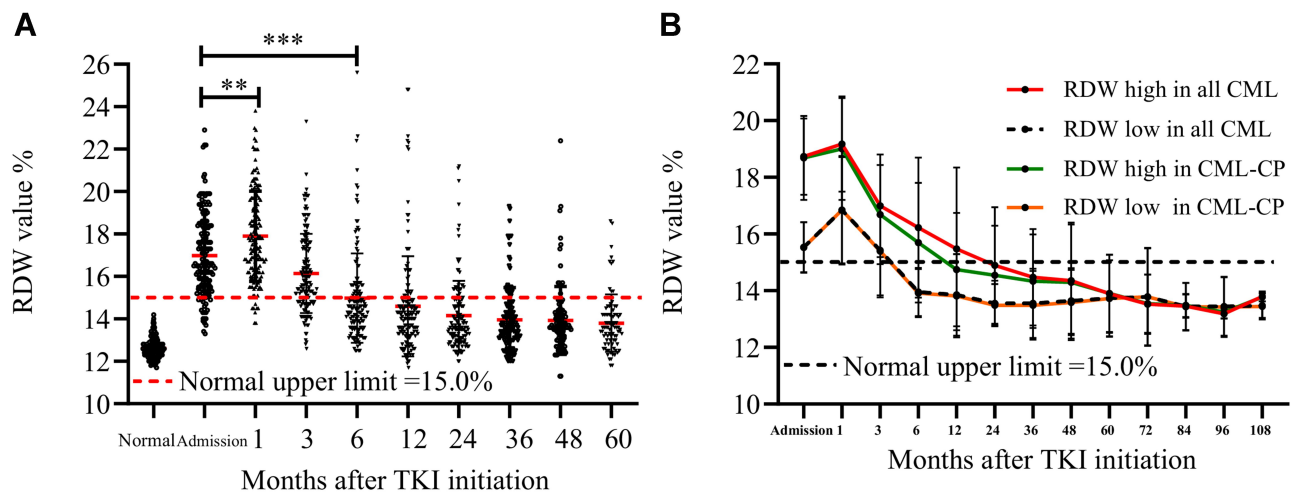 A
***
**
26
24
22
20
18
16
14
12
10
RDW value %
Normal upper limit =15.0%
Normal Admission 1 3 6 12 24 36 48 60
Months after TKI initiation
B
22
20
18
16
14
12
10
RDW value %
RDW high in all CML
RDW low in all CML
RDW high in CML-CP
RDW low in CML-CP
Normal upper limit =15.0%
Admission 1 3 6 12 24 36 48 60 72 84 96 108
Months after TKI initiation